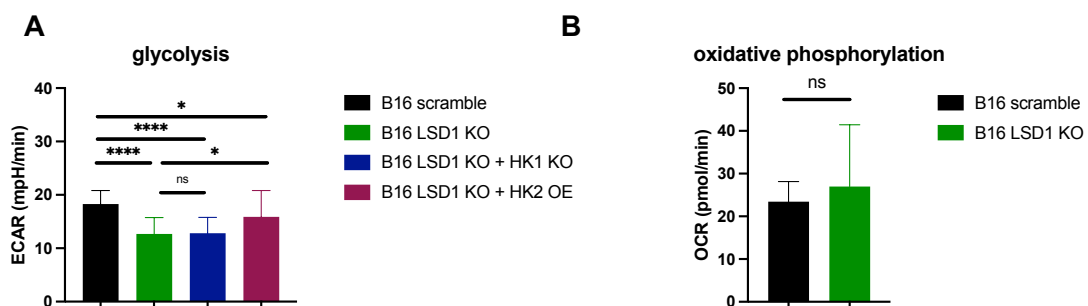 A
glycolysis
ECAR (mpH/min)
40
30
20
10
0
*
****
****
*
ns
B16 scramble
B16 LSD1 KO
B16 LSD1 KO + HK1 KO
B16 LSD1 KO + HK2 OE
B
oxidative phosphorylation
OCR (pmol/min)
50
40
30
20
10
0
ns
B16 scramble
B16 LSD1 KO